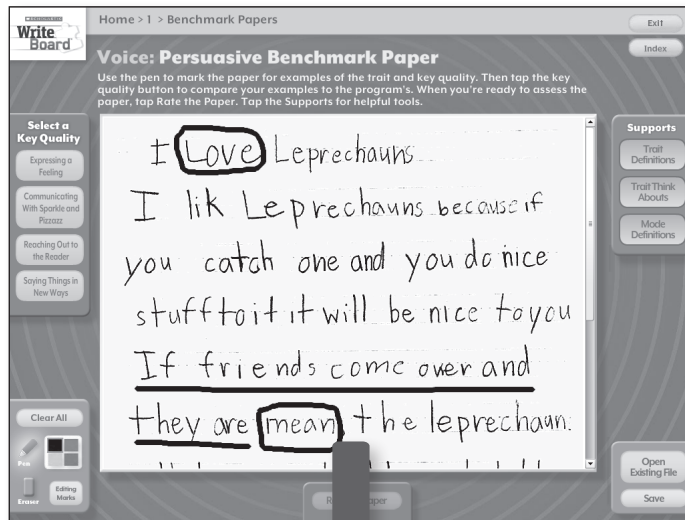 SCHOLASTIC
Write
Board
Home > 1 > Benchmark Papers
Exit
Index
Voice: Persuasive Benchmark Paper
Use the pen to mark the paper for examples of the trait and key quality. Then tap the key
quality button to compare your examples to the program's. When you're ready to assess the
paper, tap Rate the Paper. Tap the Supports for helpful tools.
Select a
Key Quality
Expressing a
Feeling
Communicating
With Sparkle and
Pizzazz
Reaching Out to
the Reader
Saying Things in
New Ways
I Love Leprechauns
I lik Leprechauns because if
you catch one and you do nice
stuff to it it will be nice to you
If friends come over and
they are mean the leprechaun
Supports
Trait
Definitions
Trait Think
Abouts
Mode
Definitions
Clear All
Pen
Eraser
Editing
Marks
Open
Existing File
Save